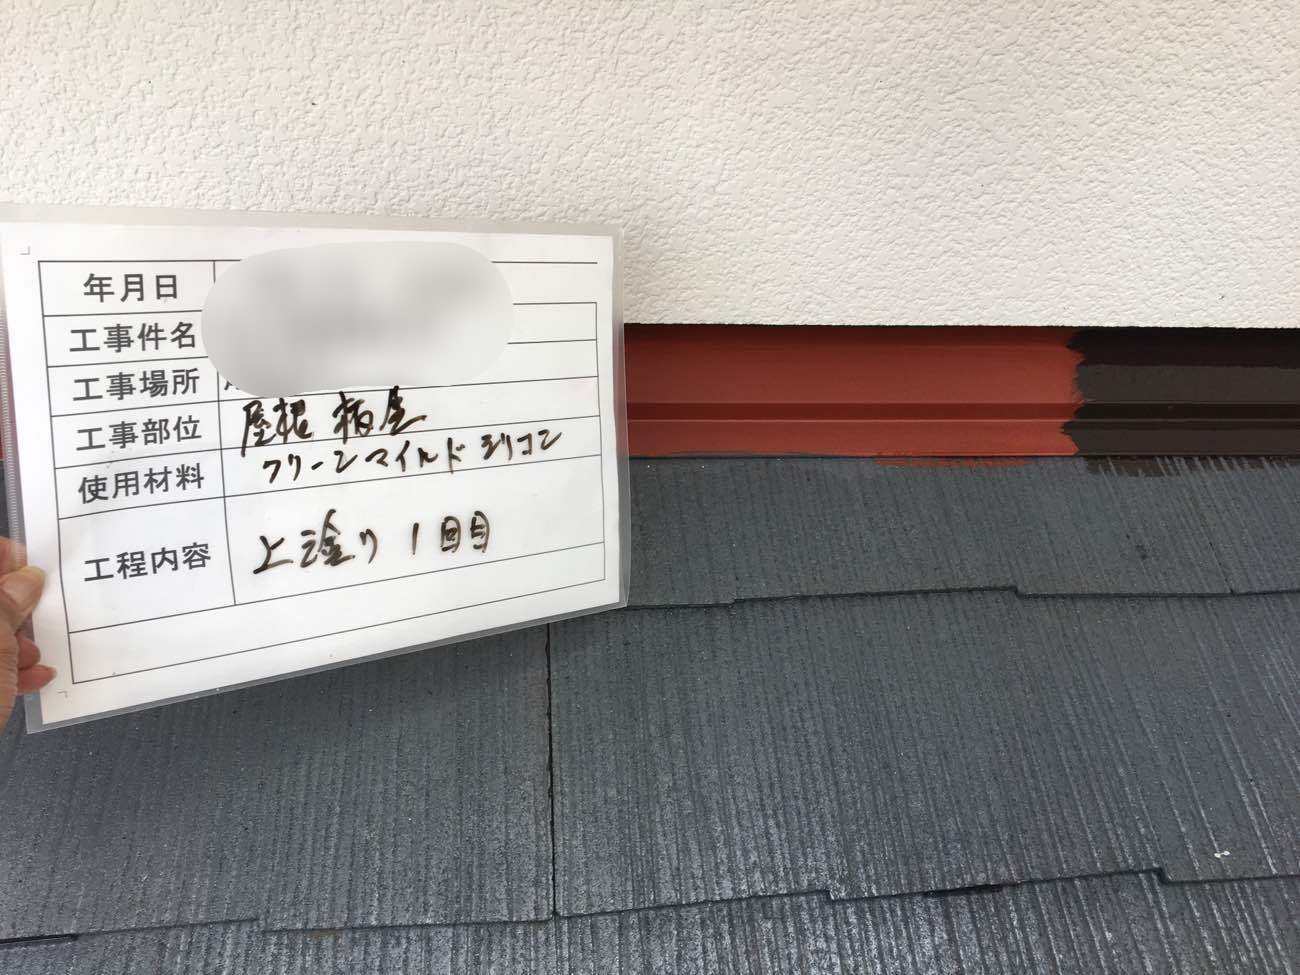 年月日
工事件名
工事場所
工事部位 屋根 板金
使用材料 クリーンマイルドシリコン
工程内容 上塗り 1回目